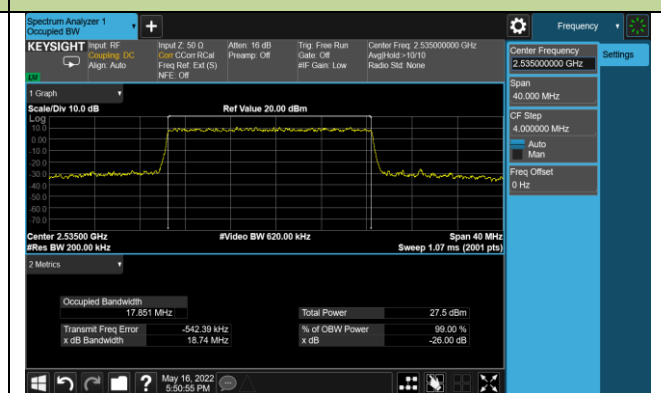 Spectrum Analyzer 1
Occupied BW
Frequency
KEYSIGHT
Input: RF
Coupling: DC
Align: Auto
Input Z: 50 Ω
Corr CCorr RCal
Freq Ref: Ext (S)
NFE: Off
Atten: 16 dB
Preamp: Off
Trig: Free Run
Gate: Off
#IF Gain: Low
Center Freq: 2.535000000 GHz
Avg|Hold:>10/10
Radio Std: None
1 Graph
Scale/Div 10.0 dB
Ref Value 20.00 dBm
Log
10.0
0.00
-10.0
-20.0
-30.0
-40.0
-50.0
-60.0
-70.0
Center 2.53500 GHz
#Res BW 200.00 kHz
#Video BW 620.00 kHz
Span 40 MHz
Sweep 1.07 ms (2001 pts)
2 Metrics
Occupied Bandwidth
17.851 MHz
Transmit Freq Error -542.39 kHz
x dB Bandwidth 18.74 MHz
Total Power 27.5 dBm
% of OBW Power 99.00 %
x dB -26.00 dB
May 16, 2022
5:50:55 PM
Center Frequency
2.535000000 GHz
Settings
Span
40.000 MHz
CF Step
4.000000 MHz
Auto
Man
Freq Offset
0 Hz